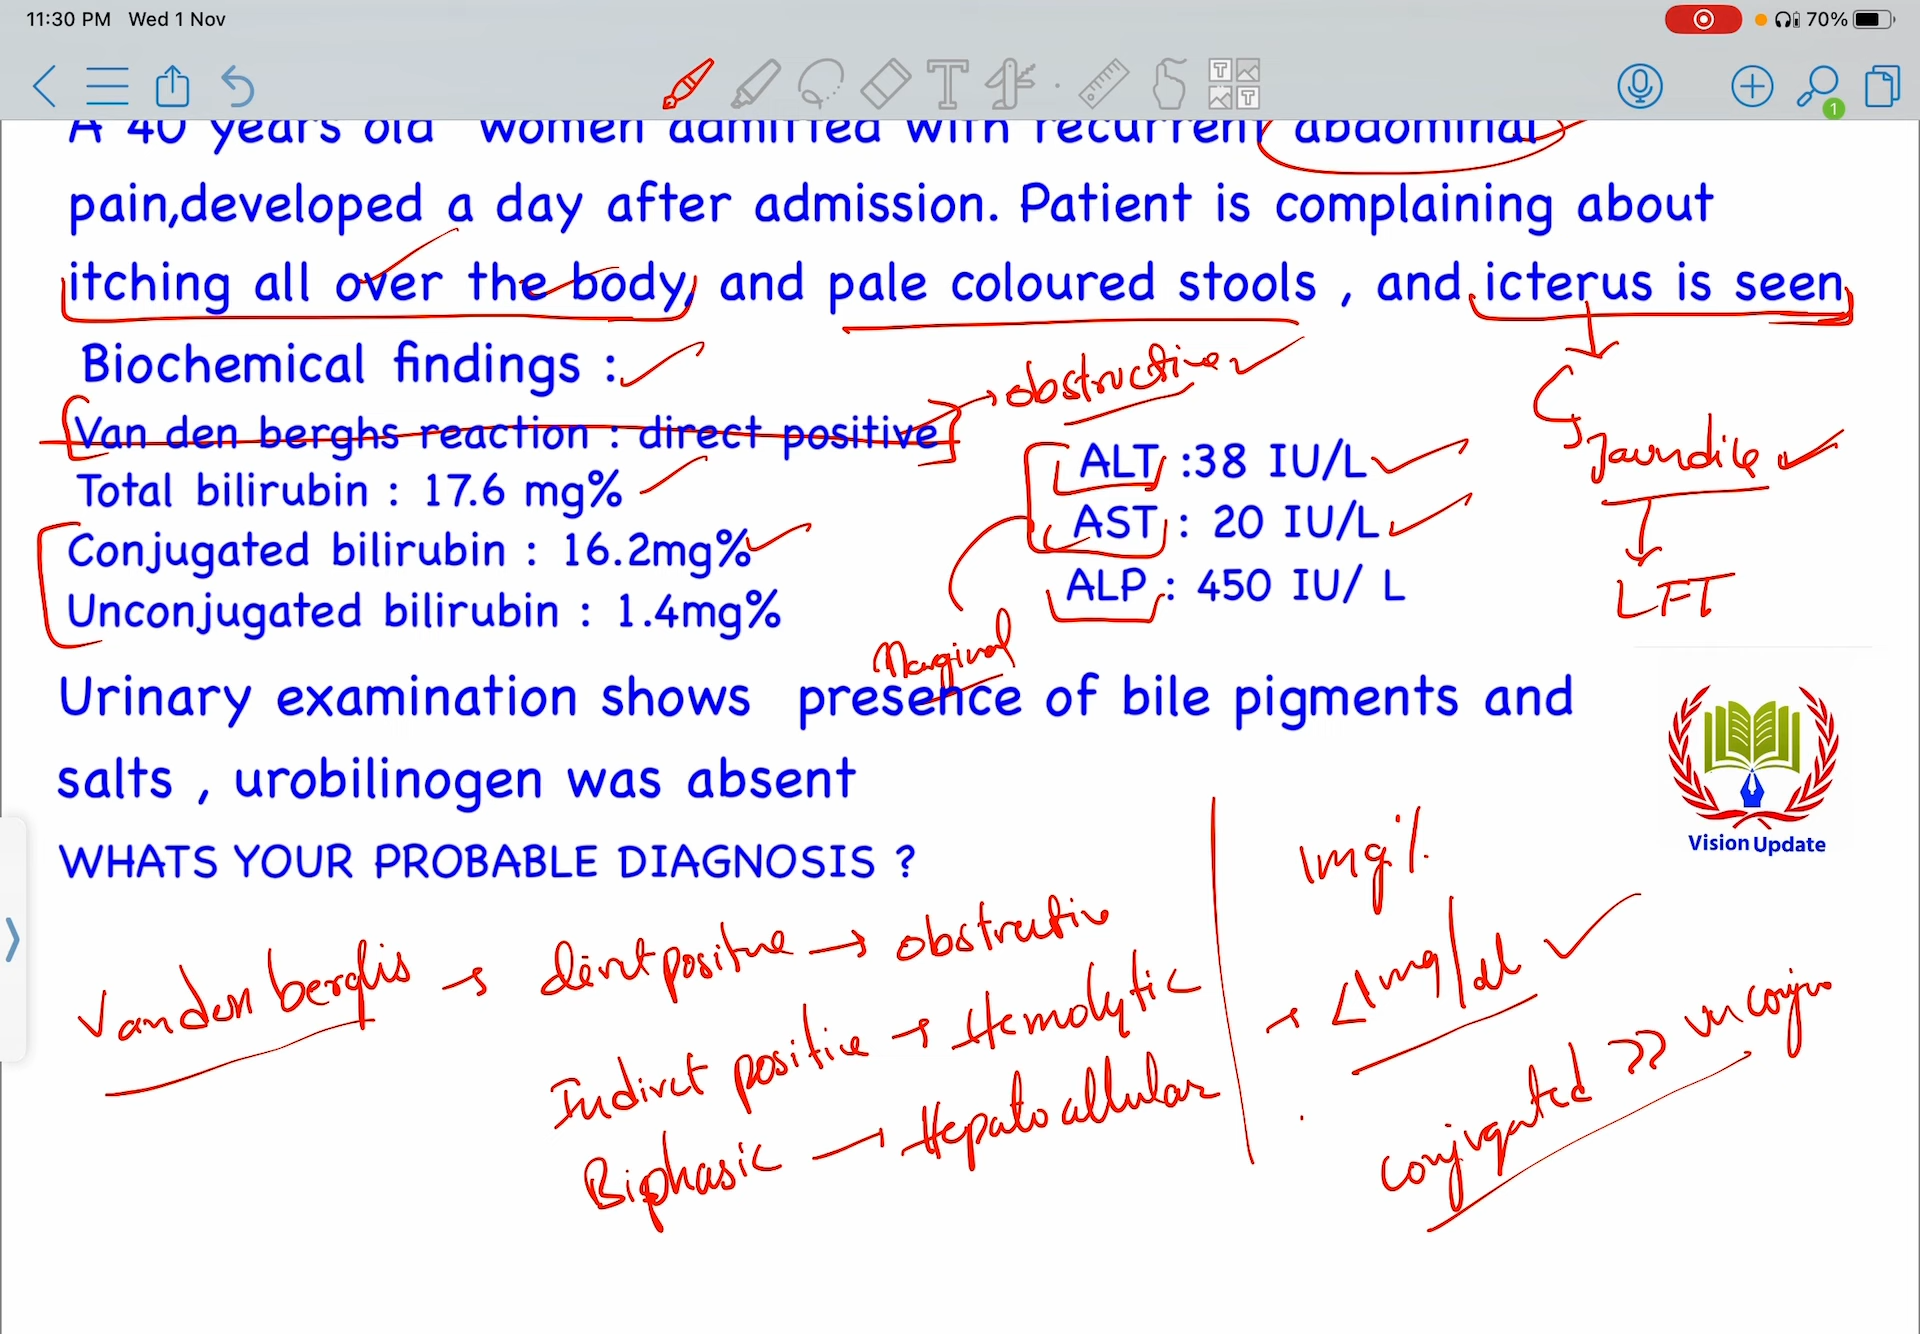 11:30 PM Wed 1 Nov
70%
1
A 40 years old women admitted with recurrent abdominal
pain,developed a day after admission. Patient is complaining about
itching all over the body, and pale coloured stools , and icterus is seen
Biochemical findings :
obstructive
Van den berghs reaction : direct positive
Total bilirubin : 17.6 mg%
Conjugated bilirubin : 16.2mg%
Unconjugated bilirubin : 1.4mg%
ALT :38 IU/L
AST : 20 IU/L
ALP : 450 IU/ L
Jaundice
LFT
Marginal
Urinary examination shows presence of bile pigments and
salts , urobilinogen was absent
WHATS YOUR PROBABLE DIAGNOSIS ?
Vision Update
Vanden berghs → direct positive → obstructive
Indirect positive → Hemolytic
Biphasic → Hepatocellular
1mg%
→ <1mg/dl
conjugated >> unconju